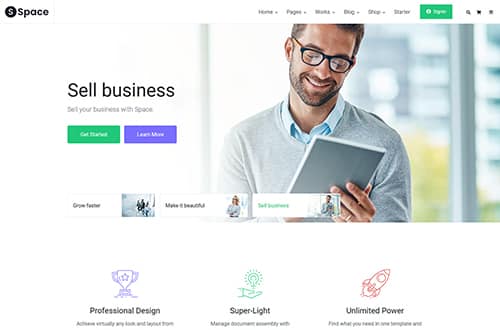 S Space
Home Pages Works Blog Shop Starter Sign in
Sell business
Sell your business with Space.
Get Started Learn More
Grow faster Make it beautiful Sell business
Professional Design Super-Light Unlimited Power
Achieve virtually any look and layout from Manage document assembly with Find what you need in one template and